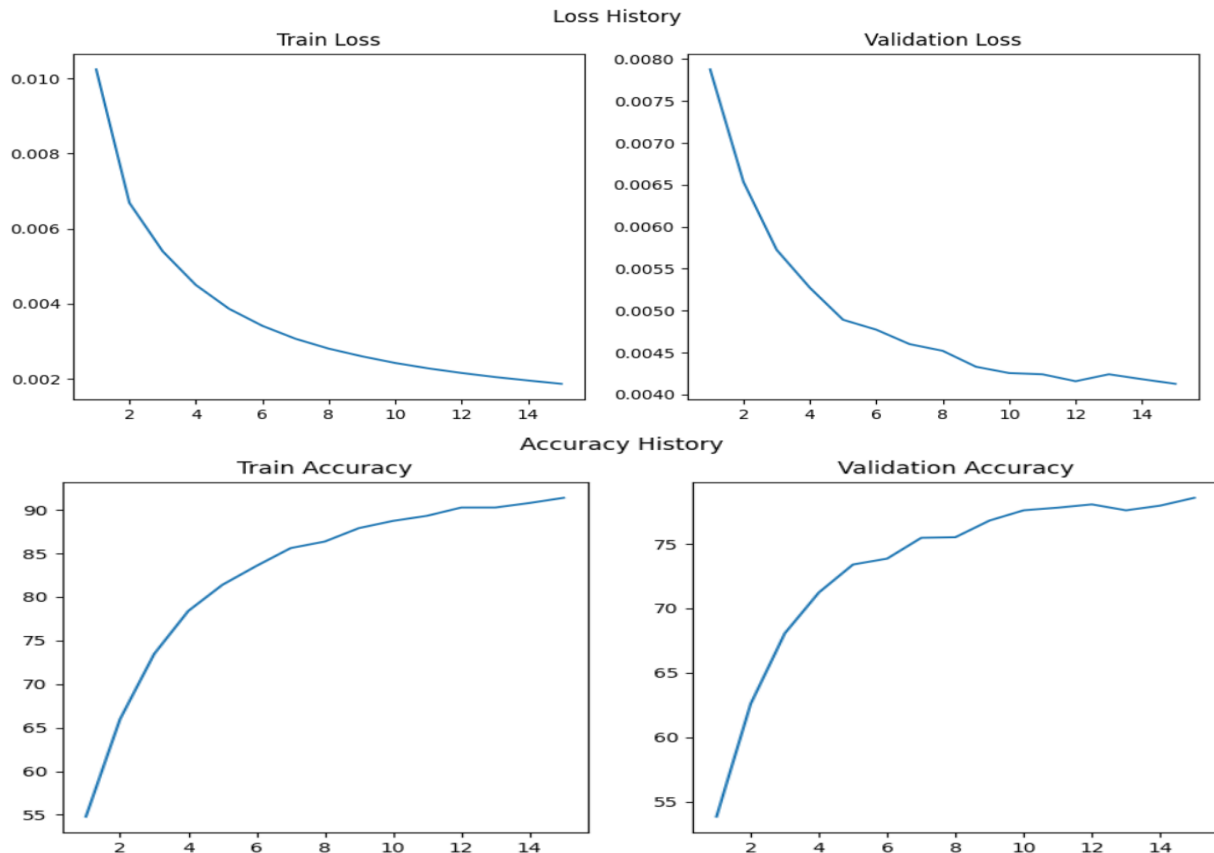 Loss History
Train Loss
Validation Loss
0.010
0.008
0.006
0.004
0.002
2 4 6 8 10 12 14
0.0080
0.0075
0.0070
0.0065
0.0060
0.0055
0.0050
0.0045
0.0040
2 4 6 8 10 12 14
Accuracy History
Train Accuracy
Validation Accuracy
90
85
80
75
70
65
60
55
2 4 6 8 10 12 14
75
70
65
60
55
2 4 6 8 10 12 14